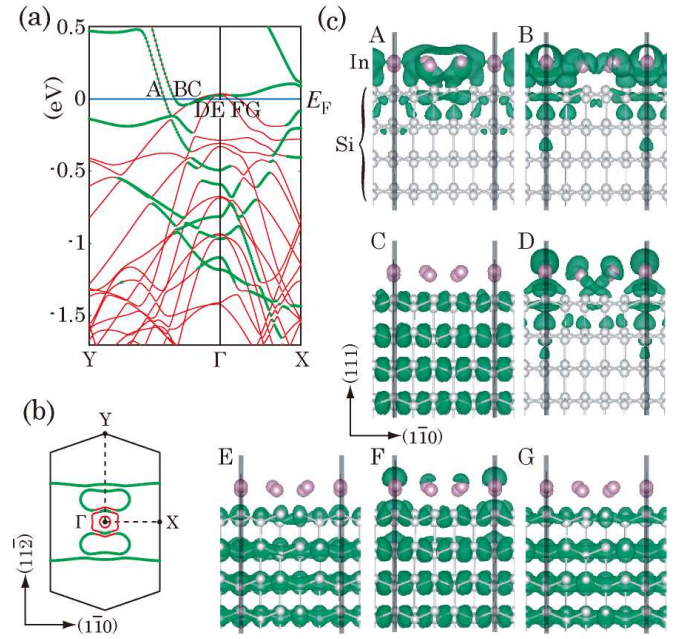 (a)
0.5
0
-0.5
-1
-1.5
(eV)
A BC
DE FG
E_F
Y Γ X
(b)
Y
Γ X
(11̅2̅)
(11̅0)
(c)
A B
In
Si
C D
(111)
(11̅0)
E F G